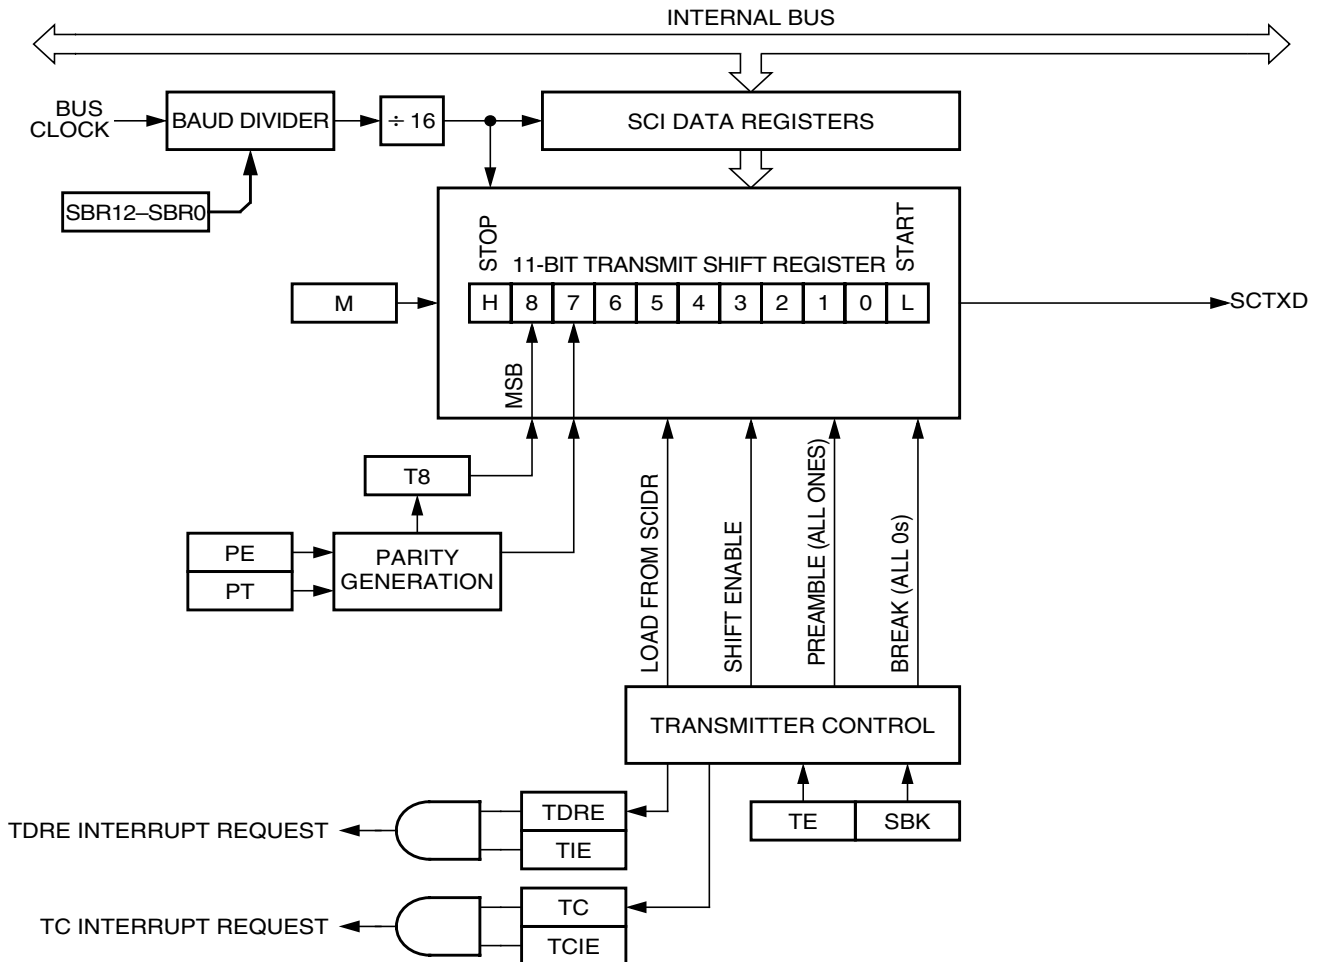 INTERNAL BUS
BUS
CLOCK
BAUD DIVIDER
÷ 16
SCI DATA REGISTERS
SBR12–SBR0
STOP
11-BIT TRANSMIT SHIFT REGISTER
START
M
H 8 7 6 5 4 3 2 1 0 L
SCTXD
MSB
T8
LOAD FROM SCIDR
SHIFT ENABLE
PREAMBLE (ALL ONES)
BREAK (ALL 0s)
PE
PT
PARITY
GENERATION
TRANSMITTER CONTROL
TDRE INTERRUPT REQUEST
TDRE
TIE
TE
SBK
TC INTERRUPT REQUEST
TC
TCIE